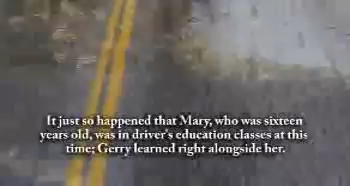 It just so happened that Mary, who was sixteen
years old, was in driver's education classes at this
time; Gerry learned right alongside her.